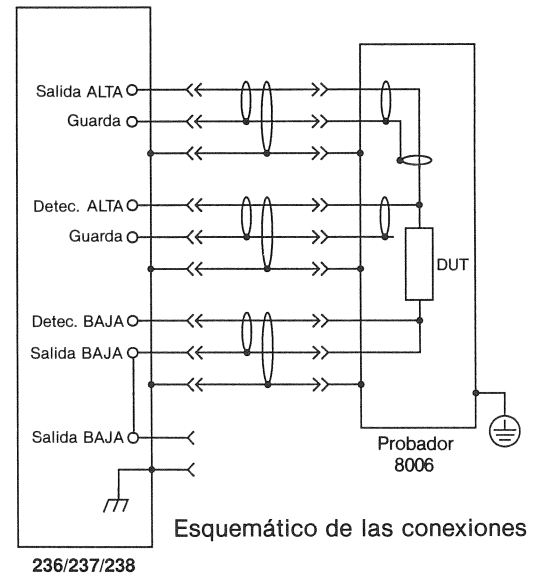 Salida ALTA
Guarda
Detec. ALTA
Guarda
DUT
Detec. BAJA
Salida BAJA
Salida BAJA
Probador
8006
Esquemático de las conexiones
236/237/238